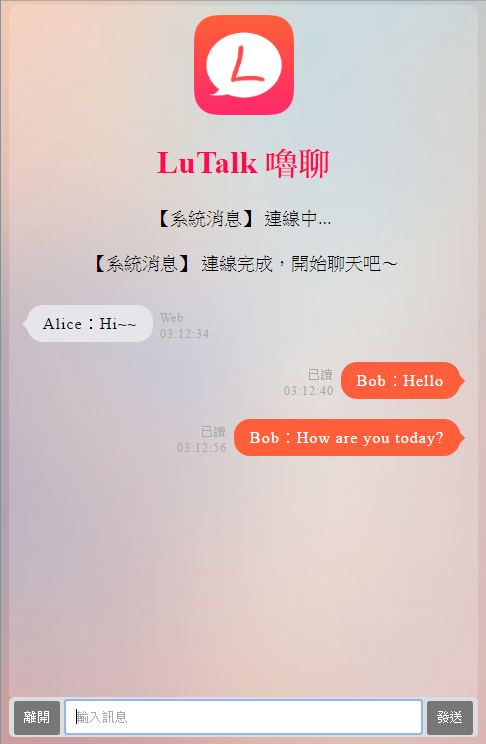 L
LuTalk 嚕聊
【系統消息】 連線中...
【系統消息】 連線完成，開始聊天吧～
Alice：Hi~~
Web
03:12:34
已讀
03:12:40
Bob：Hello
已讀
03:12:56
Bob：How are you today?
離開
輸入訊息
發送